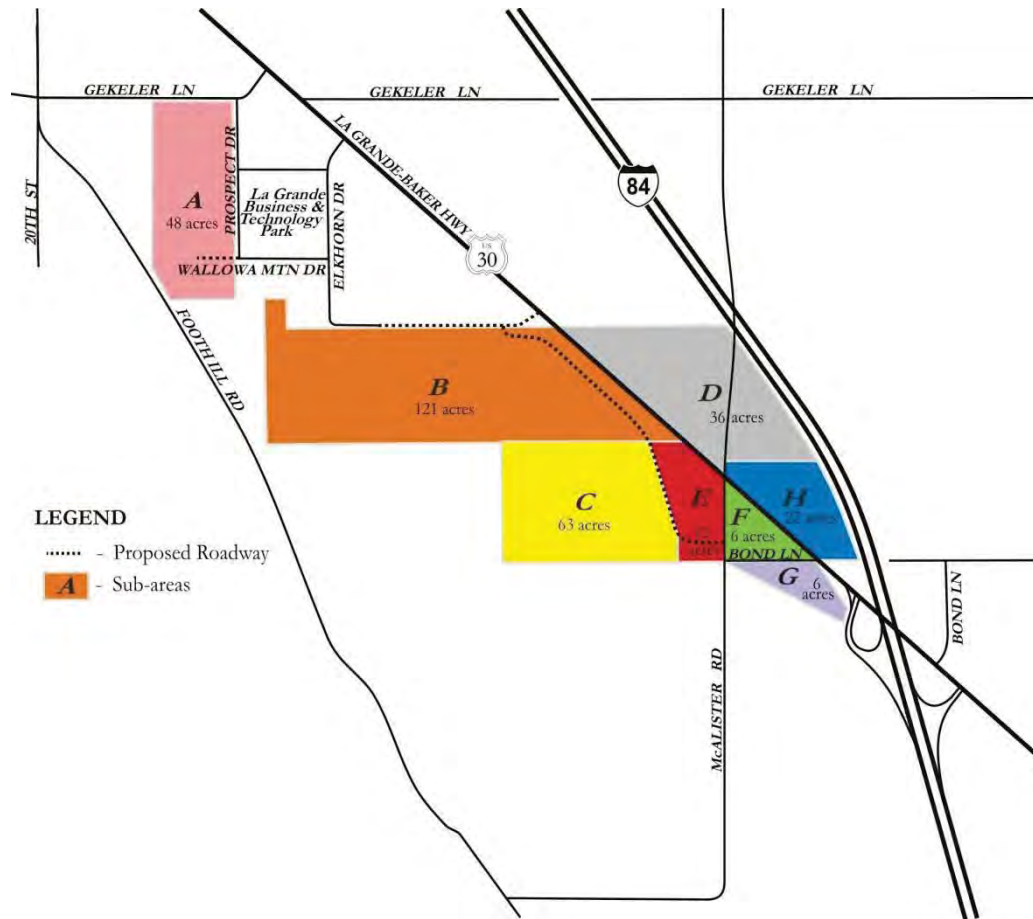 GEKELER LN
GEKELER LN
GEKELER LN
20TH ST
A
48 acres
PROSPECT DR
La Grande
Business &
Technology
Park
ELKHORN DR
WALLOWA MTN DR
LA GRANDE-BAKER HWY
US
30
84
FOOTHILL RD
B
121 acres
D
36 acres
C
63 acres
E
F
6 acres
H
22 acres
BOND LN
G
6
acres
BOND LN
McALISTER RD
LEGEND
- Proposed Roadway
A - Sub-areas